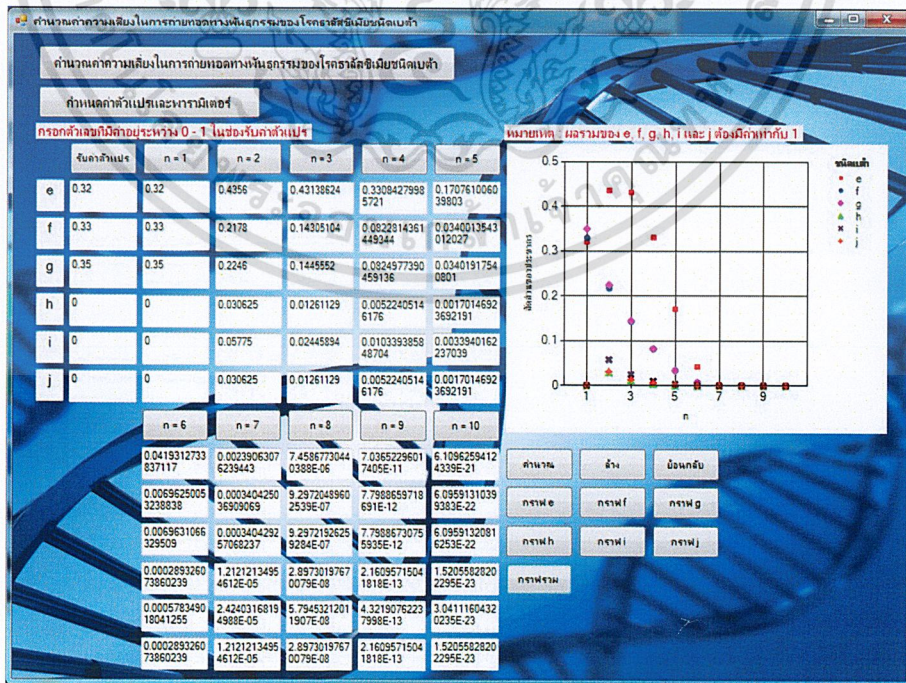 คำนวณค่าความเสี่ยงในการถ่ายทอดทางพันธุกรรมของโรคธาลัสซีเมียชนิดเบต้า
คำนวณค่าความเสี่ยงในการถ่ายทอดทางพันธุกรรมของโรคธาลัสซีเมียชนิดเบต้า
กำหนดค่าตัวแปรและพารามิเตอร์
กรอกตัวเลขที่มีค่าอยู่ระหว่าง 0 - 1 ในช่องรับค่าตัวแปร
หมายเหตุ : ผลรวมของ e, f, g, h, i และ j ต้องมีค่าเท่ากับ 1
รับค่าตัวแปร n = 1 n = 2 n = 3 n = 4 n = 5
e 0.32 0.32 0.4356 0.43138624 0.33084279985721 0.170761006039803
f 0.33 0.33 0.2178 0.14305104 0.0822814361449344 0.0340013543012027
g 0.35 0.35 0.2246 0.1445552 0.0824977390459136 0.03401917540801
h 0 0 0.030625 0.01261129 0.00522405146176 0.00170146923692191
i 0 0 0.05775 0.02445894 0.010339385848704 0.0033940162237039
j 0 0 0.030625 0.01261129 0.00522405146176 0.00170146923692191
n = 6 n = 7 n = 8 n = 9 n = 10
0.0419312733837117 0.00239063076239443 7.45867730440388E-06 7.03652296017405E-11 6.10962594124339E-21
0.00696250053238838 0.000340425036909069 9.29720489602539E-07 7.7988659718691E-12 6.09591310399383E-22
0.0069631066329509 0.000340429257068237 9.29721926259284E-07 7.79886730755935E-12 6.09591320816253E-22
0.000289326073860239 1.21212134954612E-05 2.89730197670079E-08 2.16095715041818E-13 1.52055828202295E-23
0.000578349018041255 2.42403168194988E-05 5.79453212011907E-08 4.32190762237998E-13 3.04111604320235E-23
0.000289326073860239 1.21212134954612E-05 2.89730197670079E-08 2.16095715041818E-13 1.52055828202295E-23
0.5
0.4
0.3
0.2
0.1
0
1 3 5 7 9
n
ชนิดเบต้า
e
f
g
h
i
j
คำนวณ ล้าง ย้อนกลับ
กราฟ e กราฟ f กราฟ g
กราฟ h กราฟ i กราฟ j
กราฟรวม